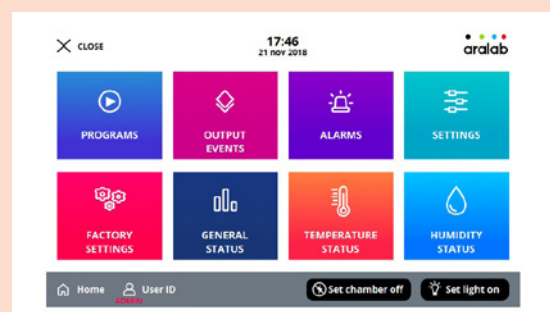 CLOSE
17:46
21 nov 2018
aralab
PROGRAMS
OUTPUT
EVENTS
ALARMS
SETTINGS
FACTORY
SETTINGS
GENERAL
STATUS
TEMPERATURE
STATUS
HUMIDITY
STATUS
Home
User ID
ADMIN
Set chamber off
Set light on